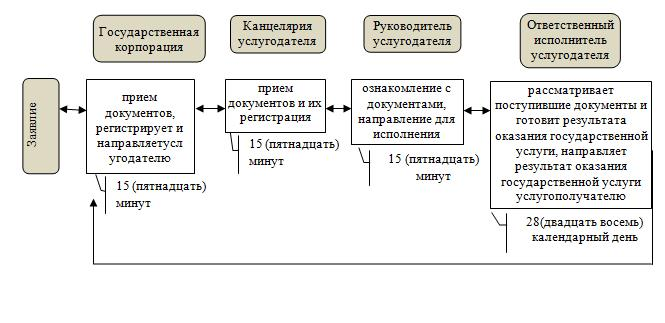 Государственная
корпорация
Канцелярия
услугодателя
Руководитель
услугодателя
Ответственный
исполнитель
услугодателя
Заявлние
прием
документов,
регистрирует и
направляетусл
угодателю
15 (пятнадцать)
минут
прием
документов и их
регистрация
15 (пятнадцать)
минут
ознакомление с
документами,
направление для
исполнения
15 (пятнадцать)
минут
рассматривает
поступившие документы и
готовит результата
оказания государственной
услуги, направляет
результат оказания
государственной услуги
услугополучателю
28(двадцать восемь)
календарный день